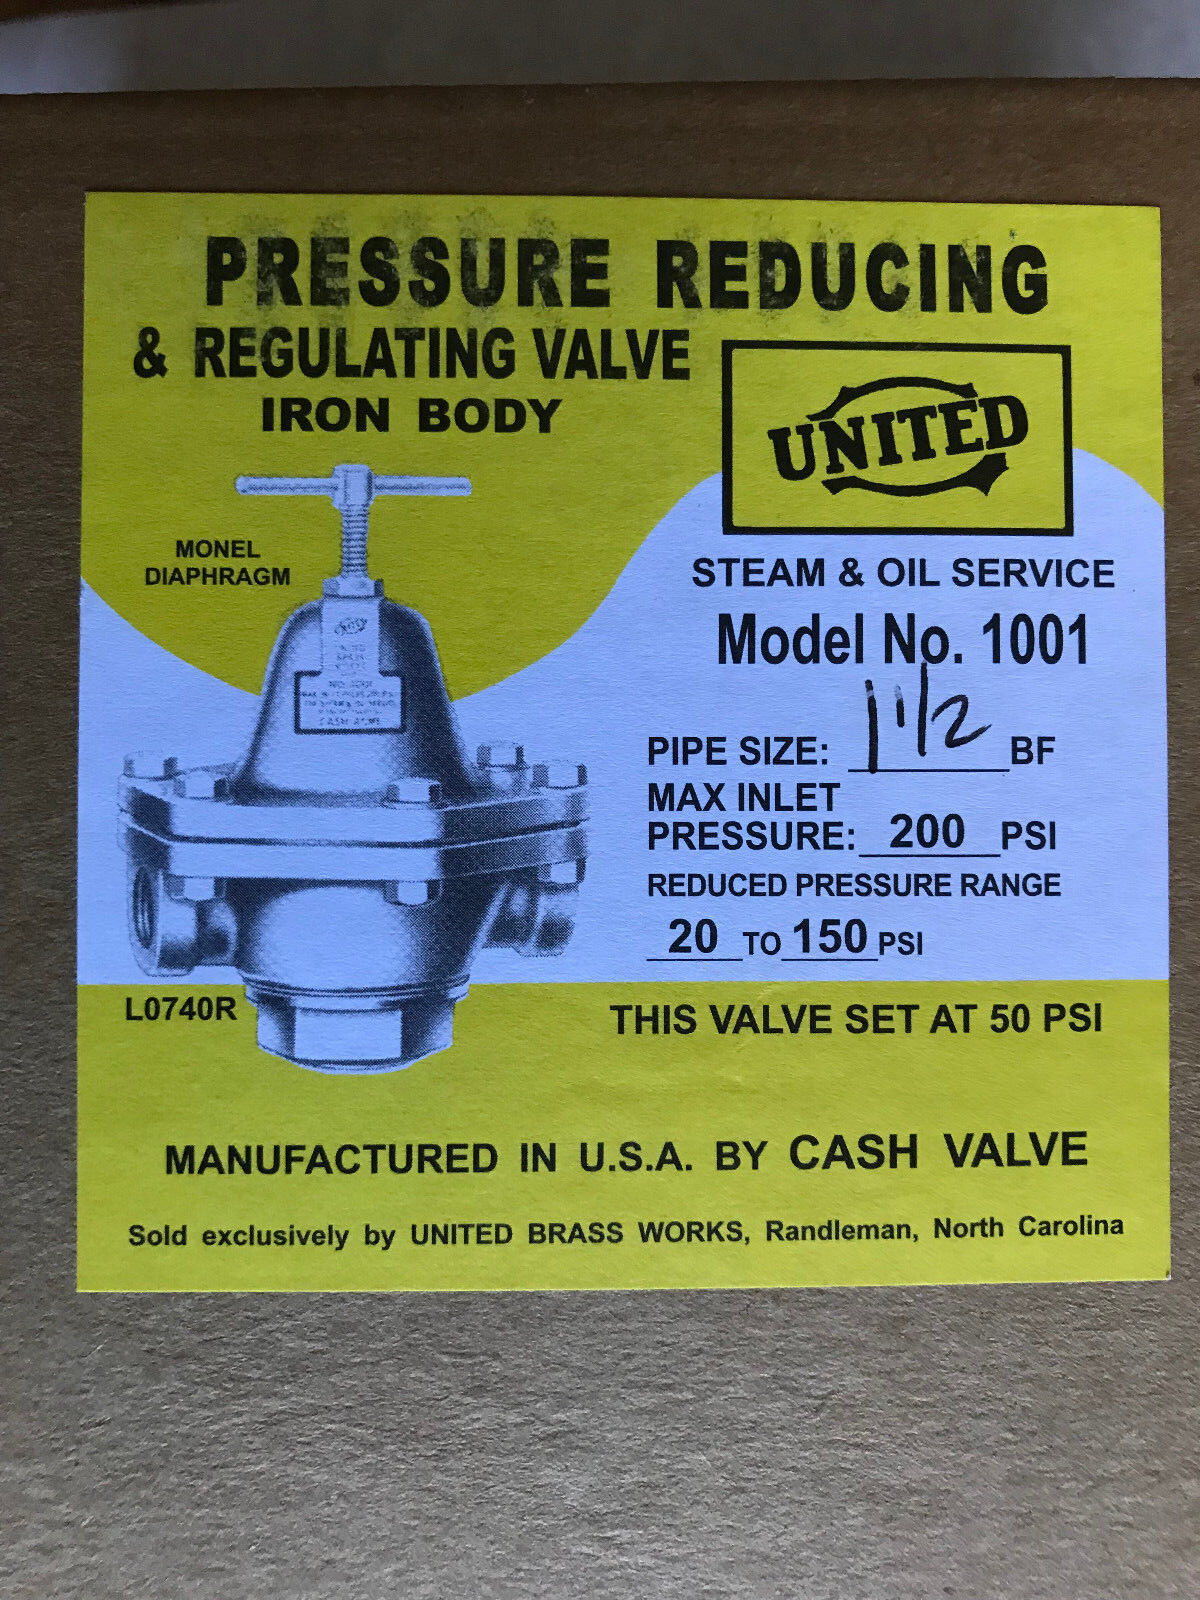 PRESSURE REDUCING
& REGULATING VALVE
IRON BODY
UNITED
MONEL
DIAPHRAGM
STEAM & OIL SERVICE
Model No. 1001
PIPE SIZE: 1 1/2 BF
MAX INLET
PRESSURE: 200 PSI
REDUCED PRESSURE RANGE
20 TO 150 PSI
CASH ACME
L0740R
THIS VALVE SET AT 50 PSI
MANUFACTURED IN U.S.A. BY CASH VALVE
Sold exclusively by UNITED BRASS WORKS, Randleman, North Carolina